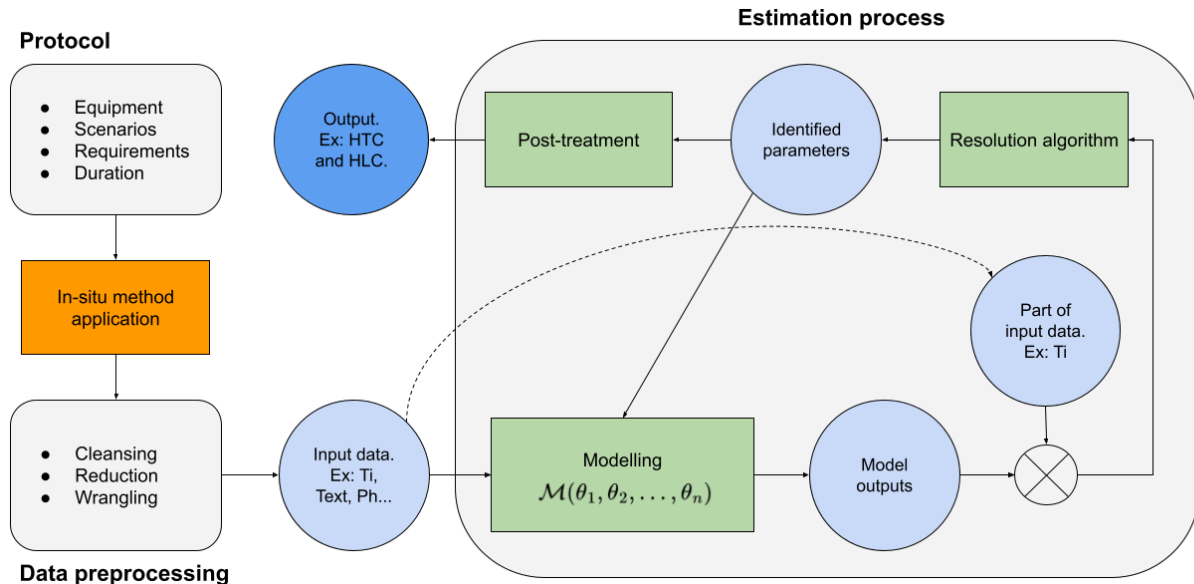 Estimation process
Protocol
● Equipment
● Scenarios
● Requirements
● Duration
Output.
Ex: HTC
and HLC.
Post-treatment
Identified
parameters
Resolution algorithm
In-situ method
application
Part of
input data.
Ex: Ti
● Cleansing
● Reduction
● Wrangling
Input data.
Ex: Ti,
Text, Ph...
Modelling
ℳ(θ₁, θ₂, . . . , θₙ)
Model
outputs
Data preprocessing